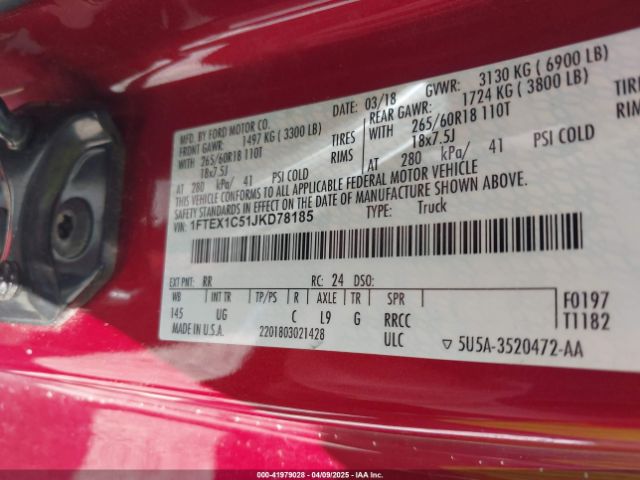 MFD. BY FORD MOTOR CO.
DATE: 03/18 GVWR: 3130 KG ( 6900 LB)
FRONT GAWR: 1497 KG ( 3300 LB) REAR GAWR: 1724 KG ( 3800 LB)
WITH 265/60R18 110T TIRES WITH 265/60R18 110T TIRE
18x7.5J RIMS 18x7.5J RIMS
AT 280 kPa/ 41 PSI COLD AT 280 kPa/ 41 PSI COLD
THIS VEHICLE CONFORMS TO ALL APPLICABLE FEDERAL MOTOR VEHICLE
SAFETY STANDARDS IN EFFECT ON THE DATE OF MANUFACTURE SHOWN ABOVE.
VIN: 1FTEX1C51JKD78185 TYPE: Truck
EXT PNT: RR RC: 24 DSO:
WB INT TR TP/PS R AXLE TR SPR F0197
145 UG C L9 G RRCC T1182
MADE IN U.S.A. 2201803021428 ULC ▽ 5U5A-3520472-AA
000-41979028 - 04/09/2025 - IAA Inc.